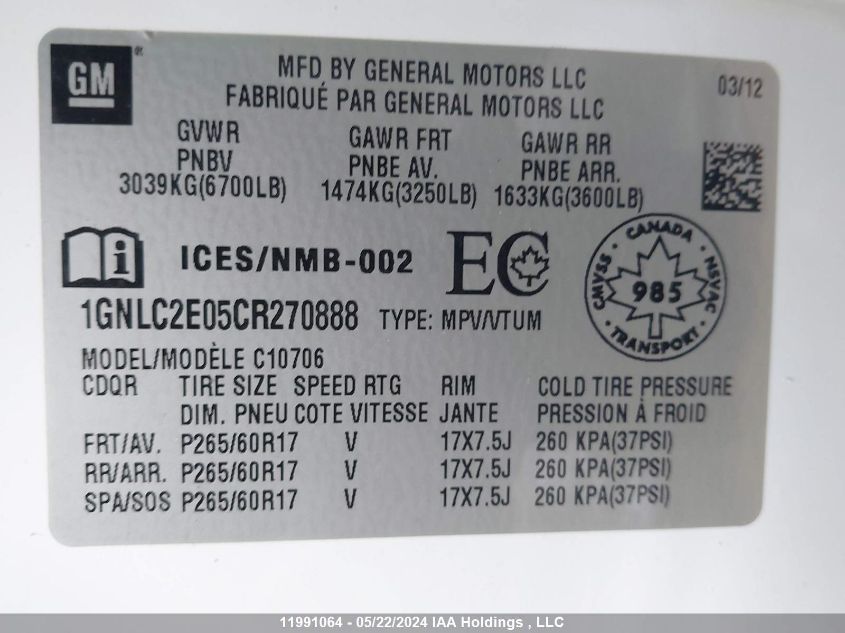 GM
MFD BY GENERAL MOTORS LLC
FABRIQUÉ PAR GENERAL MOTORS LLC
03/12
GVWR GAWR FRT GAWR RR
PNBV PNBE AV. PNBE ARR.
3039KG(6700LB) 1474KG(3250LB) 1633KG(3600LB)
i ICES/NMB-002 EC
CANADA
CMVSS 985 NSVAC
TRANSPORT
1GNLC2E05CR270888 TYPE: MPV/VTUM
MODEL/MODÈLE C10706
CDQR TIRE SIZE SPEED RTG RIM COLD TIRE PRESSURE
DIM. PNEU COTE VITESSE JANTE PRESSION À FROID
FRT/AV. P265/60R17 V 17X7.5J 260 KPA(37PSI)
RR/ARR. P265/60R17 V 17X7.5J 260 KPA(37PSI)
SPA/SOS P265/60R17 V 17X7.5J 260 KPA(37PSI)
11991064 - 05/22/2024 IAA Holdings , LLC